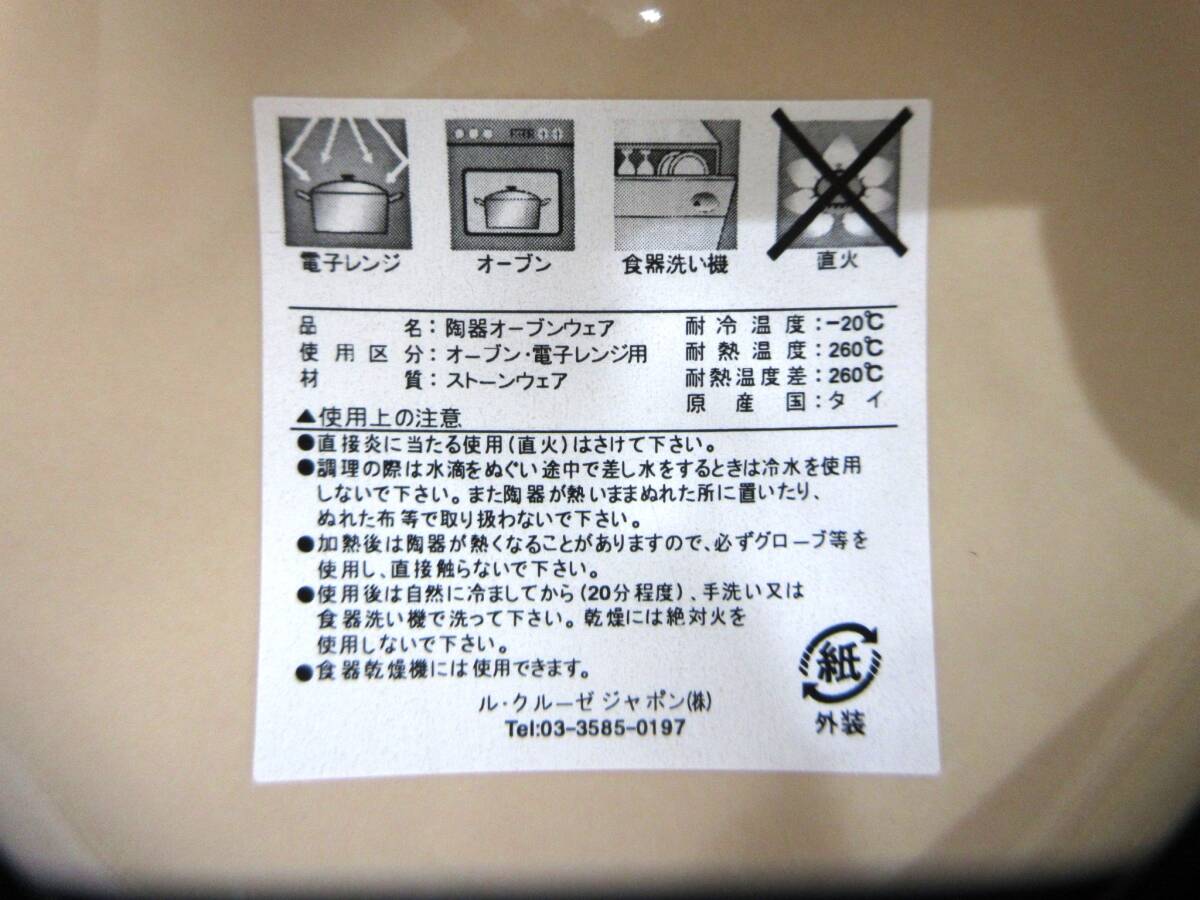 電子レンジ オーブン 食器洗い機 直火
品名：陶器オーブンウェア 耐冷温度：-20℃
使用区分：オーブン・電子レンジ用 耐熱温度：260℃
材質：ストーンウェア 耐熱温度差：260℃
原産国：タイ
▲使用上の注意
●直接炎に当たる使用（直火）はさけて下さい。
●調理の際は水滴をぬぐい途中で差し水をするときは冷水を使用
しないで下さい。また陶器が熱いままぬれた所に置いたり、
ぬれた布等で取り扱わないで下さい。
●加熱後は陶器が熱くなることがありますので、必ずグローブ等を
使用し、直接触らないで下さい。
●使用後は自然に冷ましてから（20分程度）、手洗い又は
食器洗い機で洗って下さい。乾燥には絶対火を
使用しないで下さい。
●食器乾燥機には使用できます。
紙
外装
ル・クルーゼ ジャポン㈱
Tel:03-3585-0197